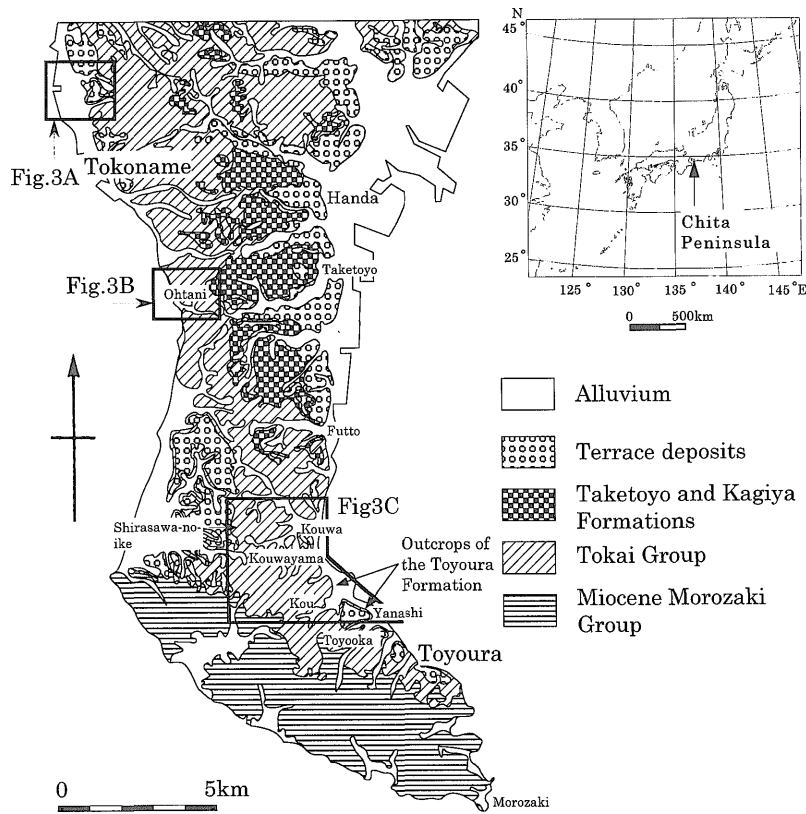 Fig.3A
Tokoname
Handa
Fig.3B
Ohtani
Taketoyo
Futto
Fig3C
Shirasawa-no-
ike
Kouwa
Kouwayama
Outcrops of
the Toyoura
Formation
Kou
Yanashi
Toyooka
Toyoura
Morozaki
0 5km
N
45°
40°
35°
30°
25°
125° 130° 135° 140° 145°E
Chita
Peninsula
0 500km
Alluvium
Terrace deposits
Taketoyo and Kagiya
Formations
Tokai Group
Miocene Morozaki
Group